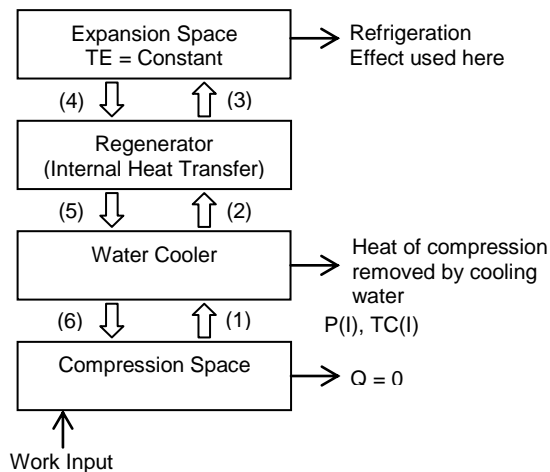 Expansion Space
TE = Constant
Refrigeration
Effect used here
(4)
(3)
Regenerator
(Internal Heat Transfer)
(5)
(2)
Water Cooler
Heat of compression
removed by cooling
water
(6)
(1)
P(I), TC(I)
Compression Space
Q = 0
Work Input